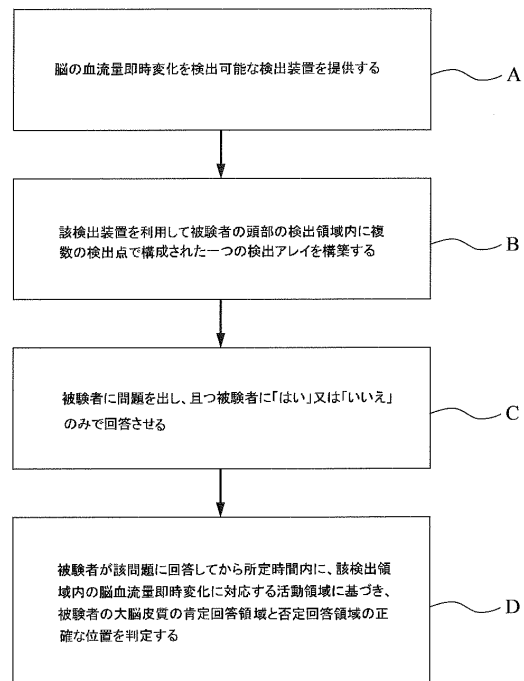 脳の血流量即時変化を検出可能な検出装置を提供する
A
該検出装置を利用して被験者の頭部の検出領域内に複
数の検出点で構成された一つの検出アレイを構築する
B
被験者に問題を出し、且つ被験者に「はい」又は「いいえ」
のみで回答させる
C
被験者が該問題に回答してから所定時間内に、該検出領
域内の脳血流量即時変化に対応する活動領域に基づき、
被験者の大脳皮質の肯定回答領域と否定回答領域の正
確な位置を判定する
D